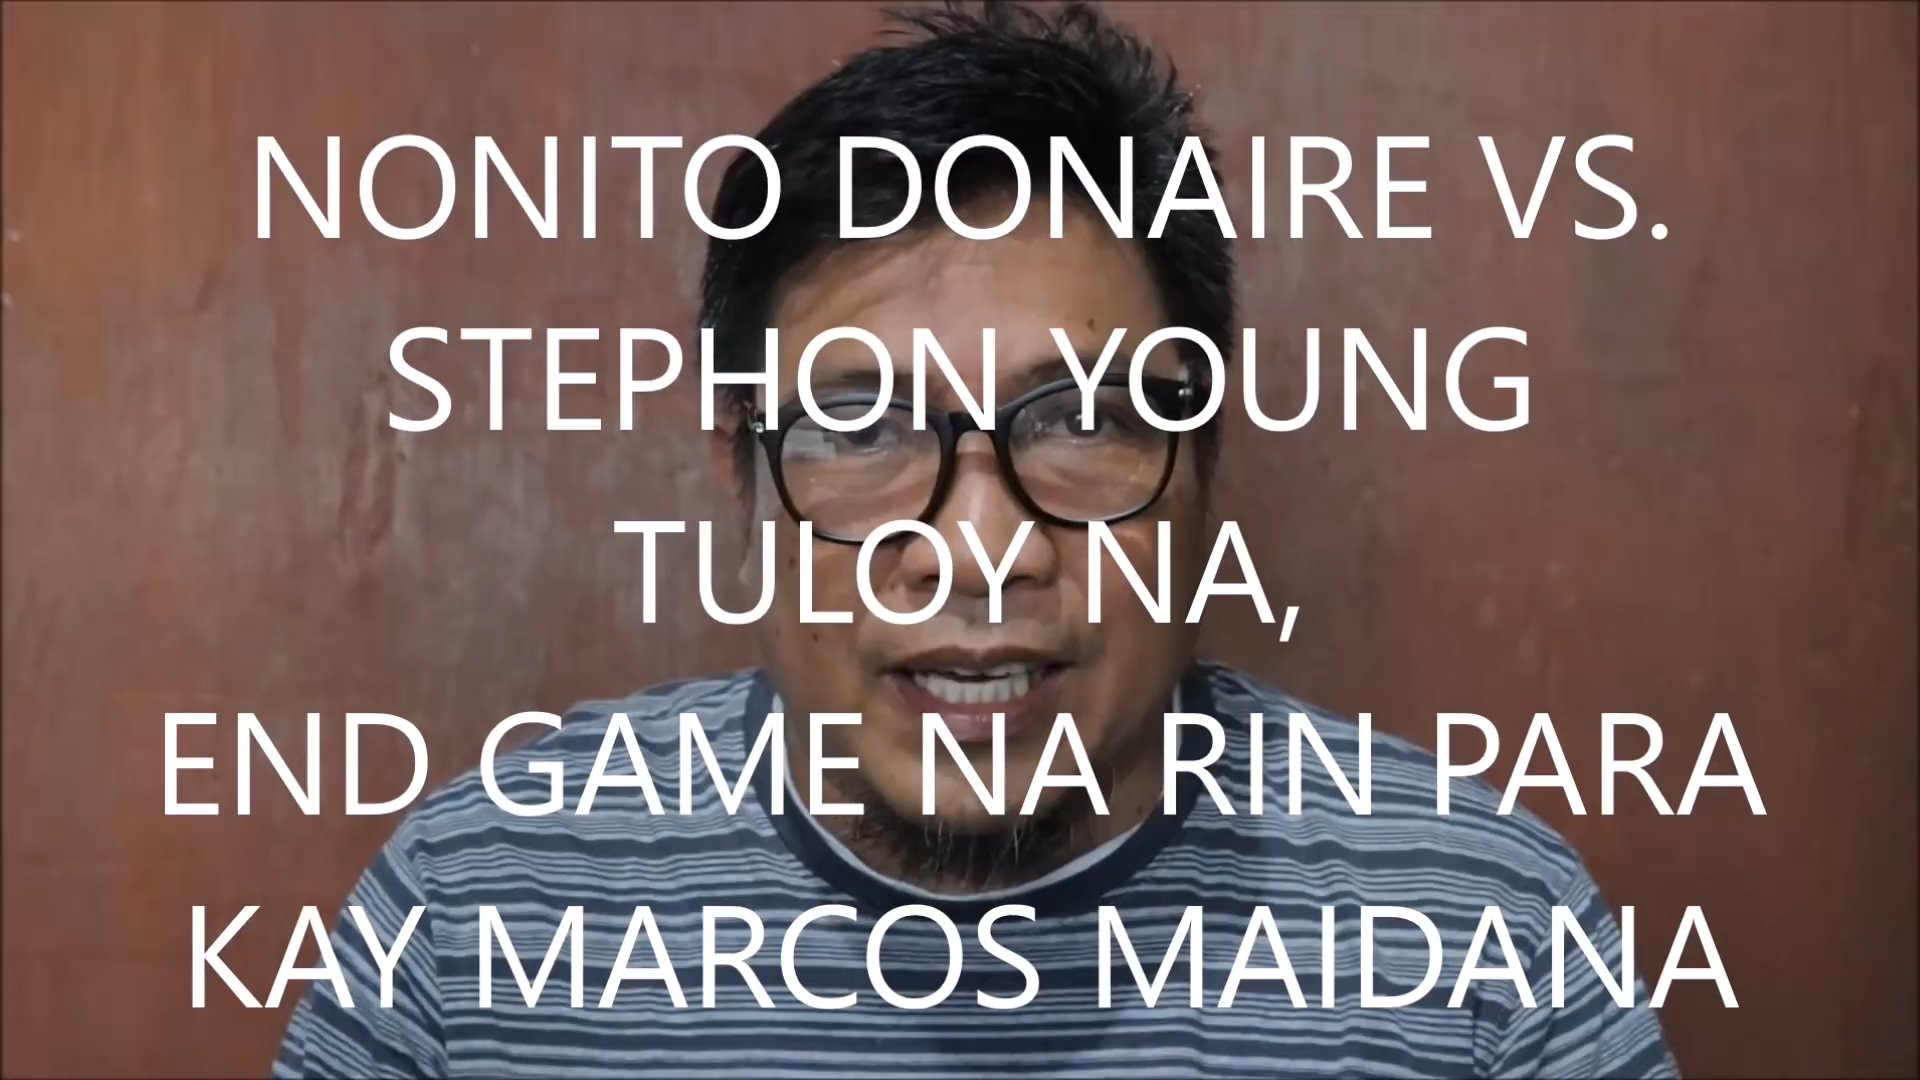 NONITO DONAIRE VS.
STEPHON YOUNG
TULOY NA,
END GAME NA RIN PARA
KAY MARCOS MAIDANA